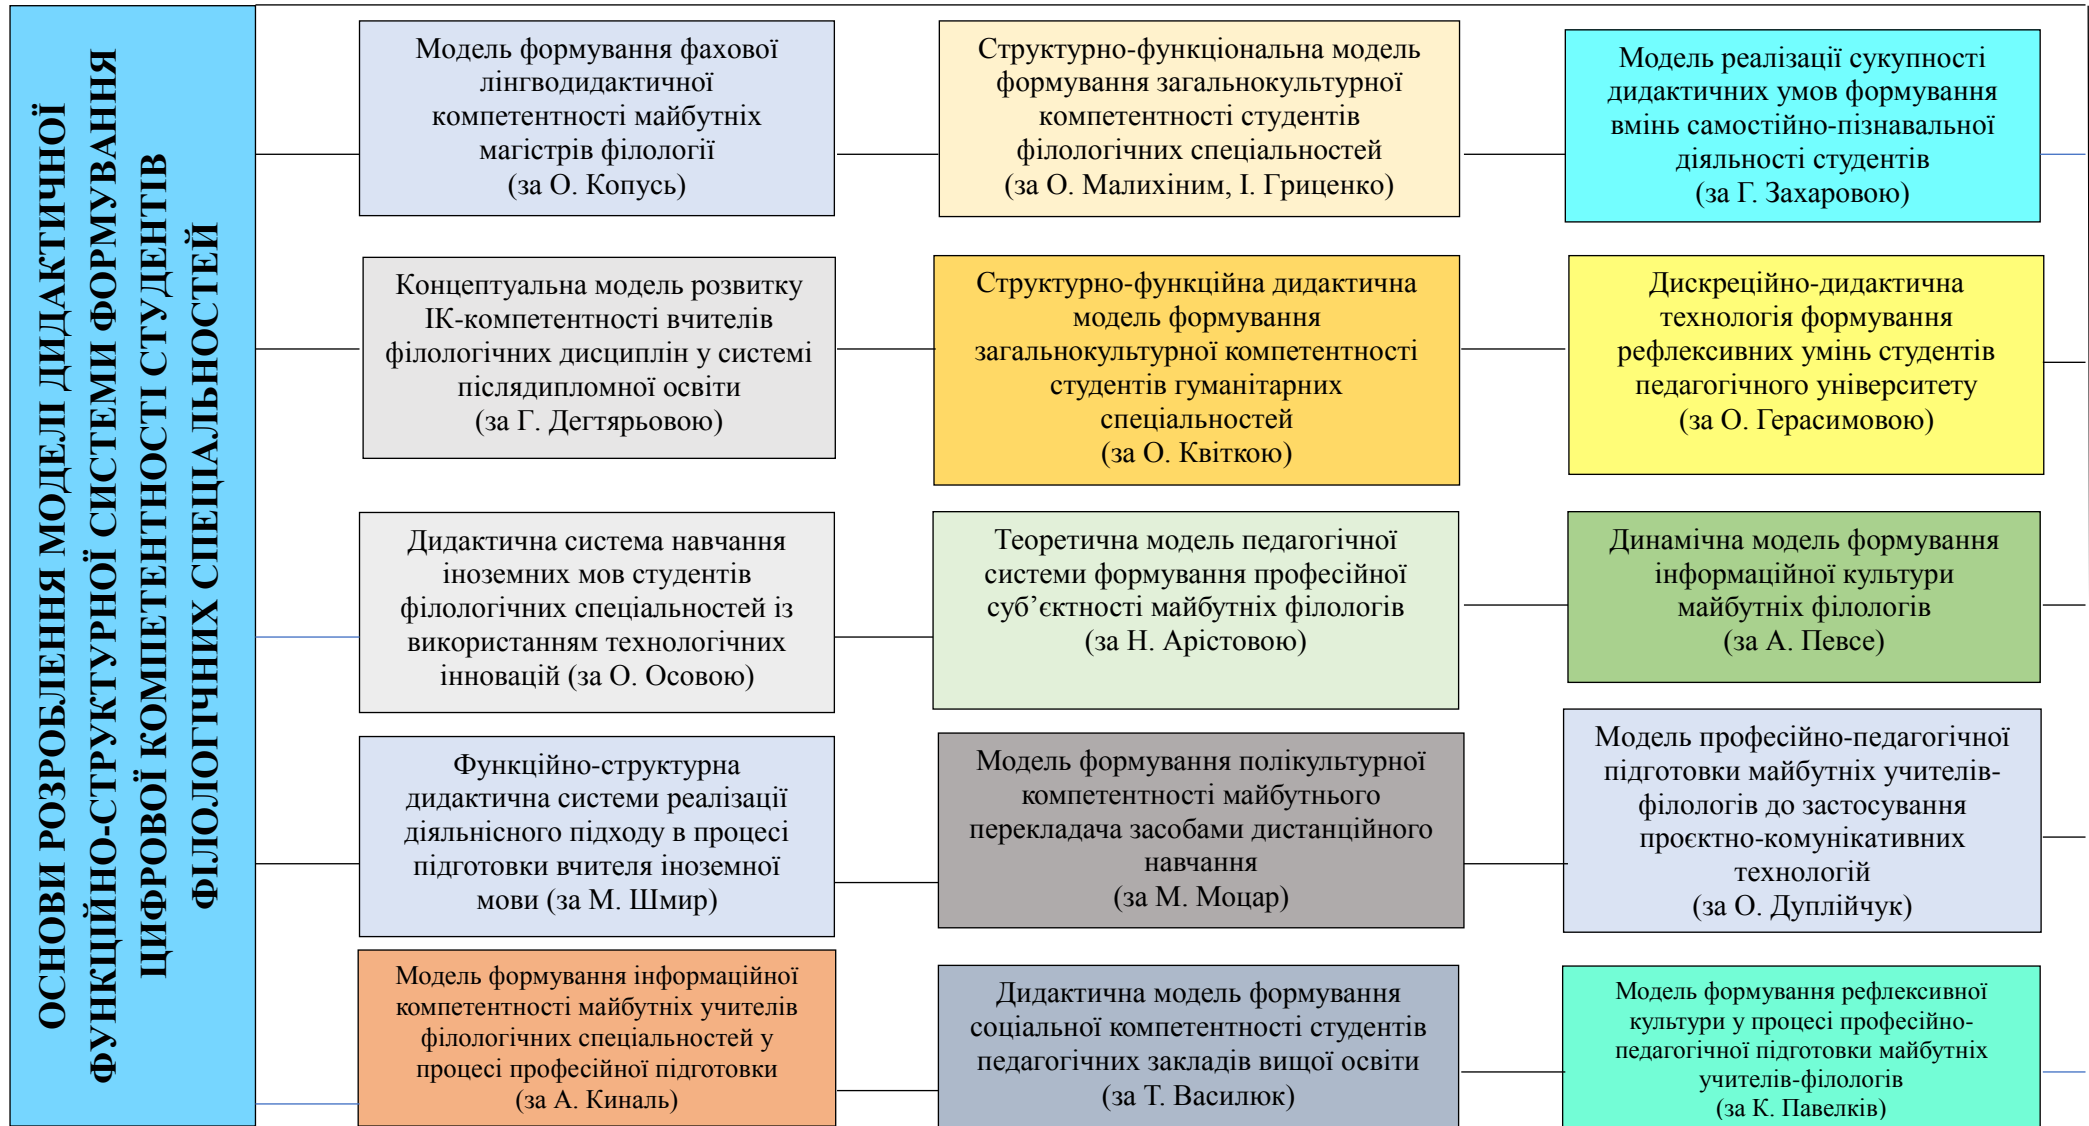 ОСНОВИ РОЗРОБЛЕННЯ МОДЕЛІ ДИДАКТИЧНОЇ
ФУНКЦІЙНО-СТРУКТУРНОЇ СИСТЕМИ ФОРМУВАННЯ
ЦИФРОВОЇ КОМПЕТЕНТНОСТІ СТУДЕНТІВ
ФІЛОЛОГІЧНИХ СПЕЦІАЛЬНОСТЕЙ
Модель формування фахової
лінгводидактичної
компетентності майбутніх
магістрів філології
(за О. Копусь)
Структурно-функціональна модель
формування загальнокультурної
компетентності студентів
філологічних спеціальностей
(за О. Малихіним, І. Гриценко)
Модель реалізації сукупності
дидактичних умов формування
вмінь самостійно-пізнавальної
діяльності студентів
(за Г. Захаровою)
Концептуальна модель розвитку
ІК-компетентності вчителів
філологічних дисциплін у системі
післядипломної освіти
(за Г. Дегтярьовою)
Структурно-функційна дидактична
модель формування
загальнокультурної компетентності
студентів гуманітарних
спеціальностей
(за О. Квіткою)
Дискреційно-дидактична
технологія формування
рефлексивних умінь студентів
педагогічного університету
(за О. Герасимовою)
Дидактична система навчання
іноземних мов студентів
філологічних спеціальностей із
використанням технологічних
інновацій (за О. Осовою)
Теоретична модель педагогічної
системи формування професійної
суб’єктності майбутніх філологів
(за Н. Арістовою)
Динамічна модель формування
інформаційної культури
майбутніх філологів
(за А. Певсе)
Функційно-структурна
дидактична системи реалізації
діяльнісного підходу в процесі
підготовки вчителя іноземної
мови (за М. Шмир)
Модель формування полікультурної
компетентності майбутнього
перекладача засобами дистанційного
навчання
(за М. Моцар)
Модель професійно-педагогічної
підготовки майбутніх учителів-
філологів до застосування
проєктно-комунікативних
технологій
(за О. Дуплійчук)
Модель формування інформаційної
компетентності майбутніх учителів
філологічних спеціальностей у
процесі професійної підготовки
(за А. Киналь)
Дидактична модель формування
соціальної компетентності студентів
педагогічних закладів вищої освіти
(за Т. Василюк)
Модель формування рефлексивної
культури у процесі професійно-
педагогічної підготовки майбутніх
учителів-філологів
(за К. Павелків)